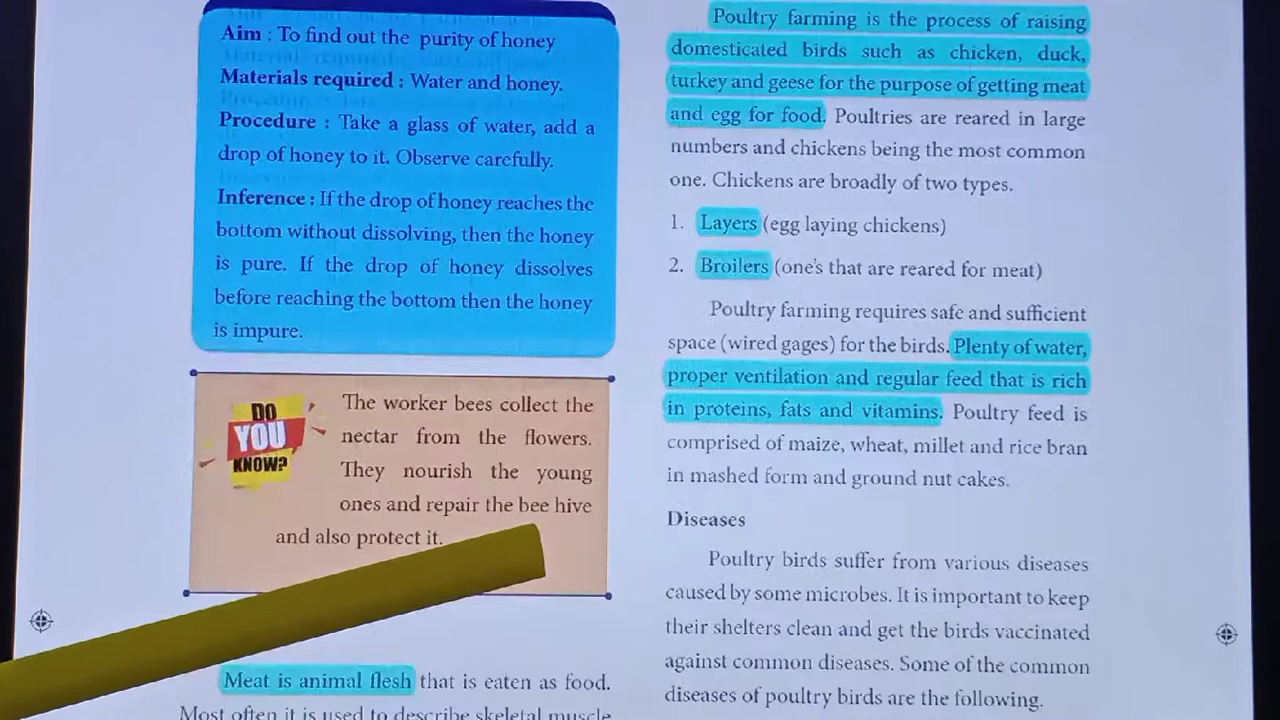 Aim : To find out the purity of honey
Materials required : Water and honey.
Procedure : Take a glass of water, add a
drop of honey to it. Observe carefully.
Inference : If the drop of honey reaches the
bottom without dissolving, then the honey
is pure. If the drop of honey dissolves
before reaching the bottom then the honey
is impure.
DO
YOU
KNOW?
The worker bees collect the
nectar from the flowers.
They nourish the young
ones and repair the bee hive
and also protect it.
Meat is animal flesh that is eaten as food.
Most often it is used to describe skeletal muscle
Poultry farming is the process of raising
domesticated birds such as chicken, duck,
turkey and geese for the purpose of getting meat
and egg for food. Poultries are reared in large
numbers and chickens being the most common
one. Chickens are broadly of two types.
1. Layers (egg laying chickens)
2. Broilers (one's that are reared for meat)
Poultry farming requires safe and sufficient
space (wired gages) for the birds. Plenty of water,
proper ventilation and regular feed that is rich
in proteins, fats and vitamins. Poultry feed is
comprised of maize, wheat, millet and rice bran
in mashed form and ground nut cakes.
Diseases
Poultry birds suffer from various diseases
caused by some microbes. It is important to keep
their shelters clean and get the birds vaccinated
against common diseases. Some of the common
diseases of poultry birds are the following.